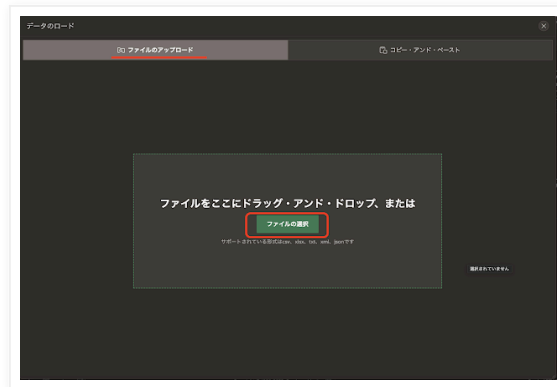 データのロード
ファイルのアップロード
コピー・アンド・ペースト
ファイルをここにドラッグ・アンド・ドロップ、または
ファイルの選択
サポートされている形式はcsv、xlsx、txt、xml、jsonです
選択されていません